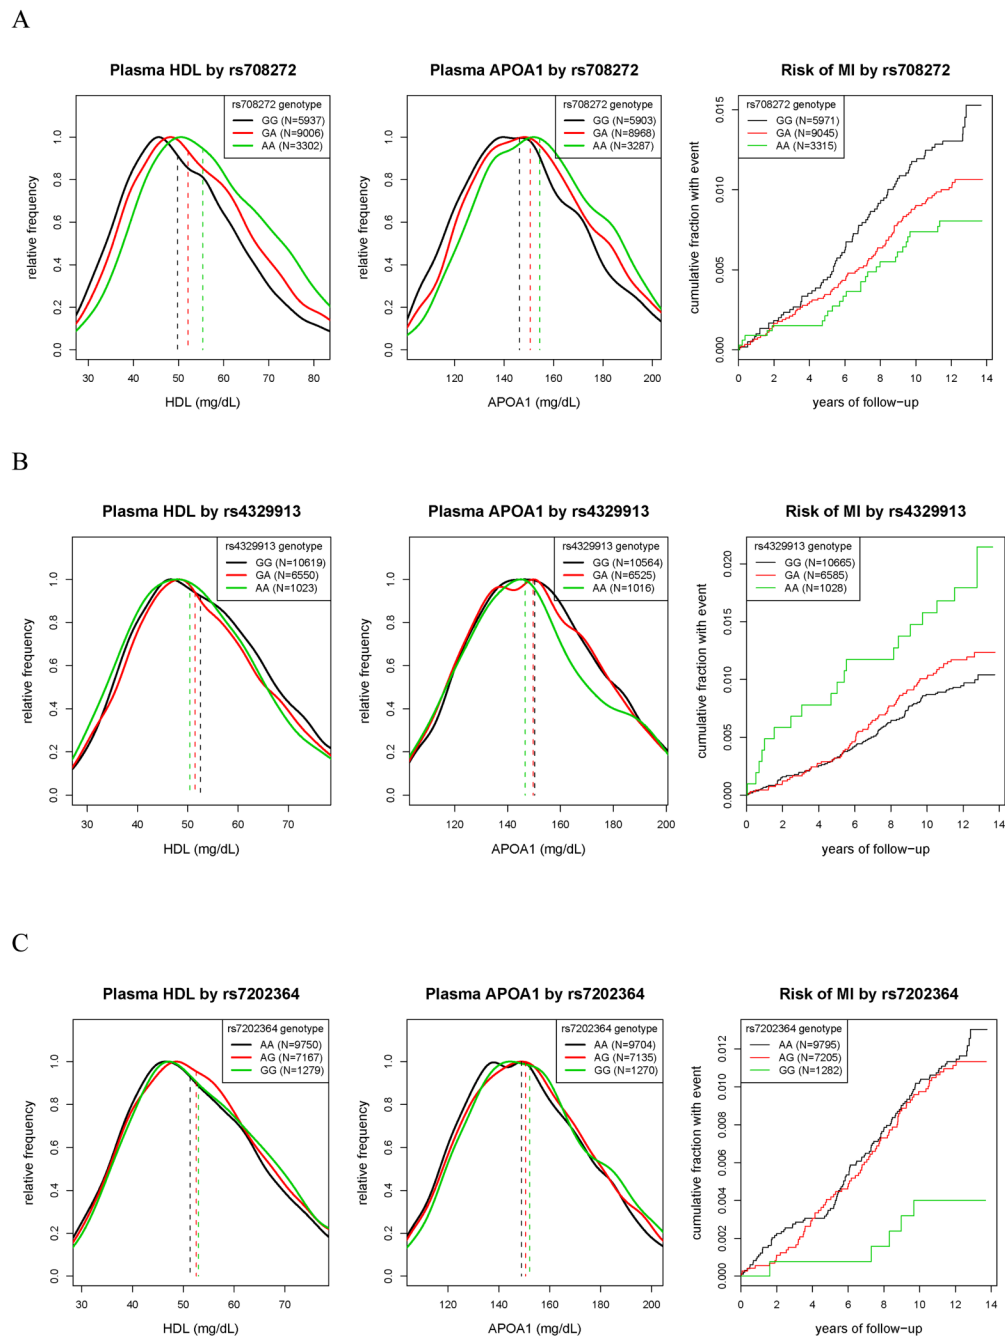 A
Plasma HDL by rs708272
rs708272 genotype
GG (N=5937)
GA (N=9006)
AA (N=3302)
relative frequency
0.0 0.2 0.4 0.6 0.8 1.0
30 40 50 60 70 80
HDL (mg/dL)
Plasma APOA1 by rs708272
rs708272 genotype
GG (N=5903)
GA (N=8968)
AA (N=3287)
relative frequency
0.0 0.2 0.4 0.6 0.8 1.0
120 140 160 180 200
APOA1 (mg/dL)
Risk of MI by rs708272
rs708272 genotype
GG (N=5971)
GA (N=9045)
AA (N=3315)
cumulative fraction with event
0.000 0.005 0.010 0.015
0 2 4 6 8 10 12 14
years of follow-up
B
Plasma HDL by rs4329913
rs4329913 genotype
GG (N=10619)
GA (N=6550)
AA (N=1023)
relative frequency
0.0 0.2 0.4 0.6 0.8 1.0
30 40 50 60 70
HDL (mg/dL)
Plasma APOA1 by rs4329913
rs4329913 genotype
GG (N=10564)
GA (N=6525)
AA (N=1016)
relative frequency
0.0 0.2 0.4 0.6 0.8 1.0
120 140 160 180 200
APOA1 (mg/dL)
Risk of MI by rs4329913
rs4329913 genotype
GG (N=10665)
GA (N=6585)
AA (N=1028)
cumulative fraction with event
0.000 0.005 0.010 0.015 0.020
0 2 4 6 8 10 12 14
years of follow-up
C
Plasma HDL by rs7202364
rs7202364 genotype
AA (N=9750)
AG (N=7167)
GG (N=1279)
relative frequency
0.0 0.2 0.4 0.6 0.8 1.0
30 40 50 60 70
HDL (mg/dL)
Plasma APOA1 by rs7202364
rs7202364 genotype
AA (N=9704)
AG (N=7135)
GG (N=1270)
relative frequency
0.0 0.2 0.4 0.6 0.8 1.0
120 140 160 180 200
APOA1 (mg/dL)
Risk of MI by rs7202364
rs7202364 genotype
AA (N=9795)
AG (N=7205)
GG (N=1282)
cumulative fraction with event
0.000 0.002 0.004 0.006 0.008 0.010 0.012
0 2 4 6 8 10 12 14
years of follow-up